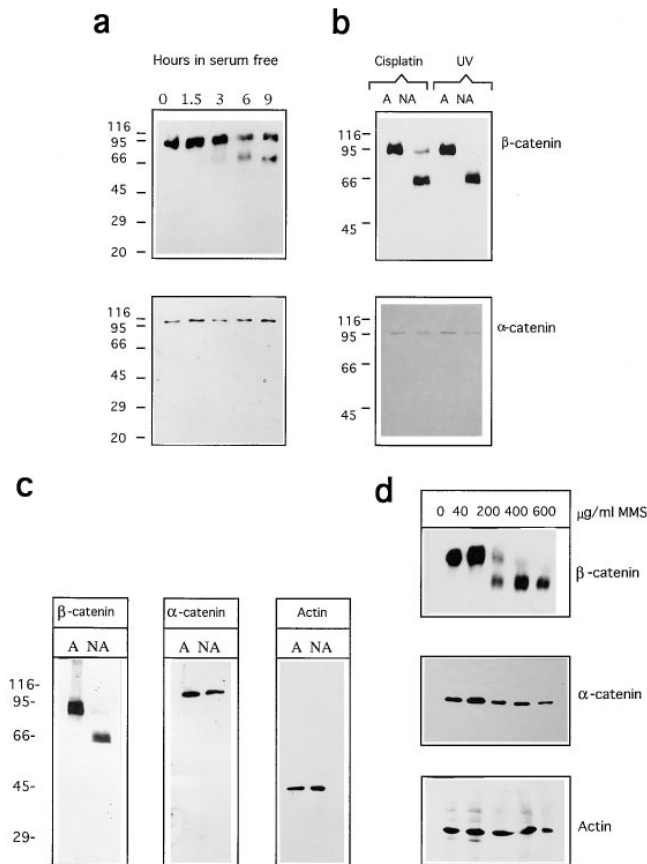 a
Hours in serum free
0 1.5 3 6 9
116
95
66
45
29
20
116
95
66
45
29
20
b
Cisplatin UV
A NA A NA
116
95
66
45
β-catenin
116
95
66
45
α-catenin
c
β-catenin
A NA
α-catenin
A NA
Actin
A NA
116-
95-
66-
45-
29-
d
0 40 200 400 600 μg/ml MMS
β-catenin
α-catenin
Actin